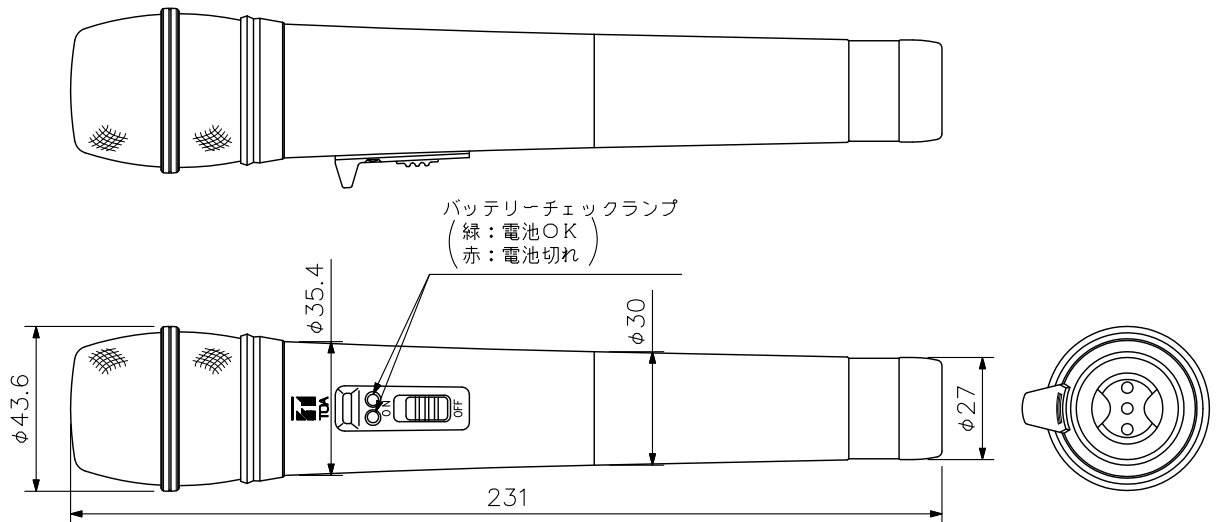 バッテリーチェックランプ
(緑：電池OK
赤：電池切れ)
φ35.4
φ30
φ43.6
TOA
ON
OFF
φ27
231